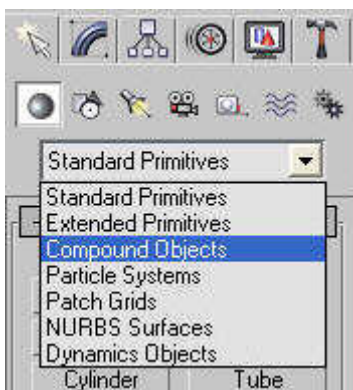 Standard Primitives
Standard Primitives
Extended Primitives
Compound Objects
Particle Systems
Patch Grids
NURBS Surfaces
Dynamics Objects
Cylinder Tube